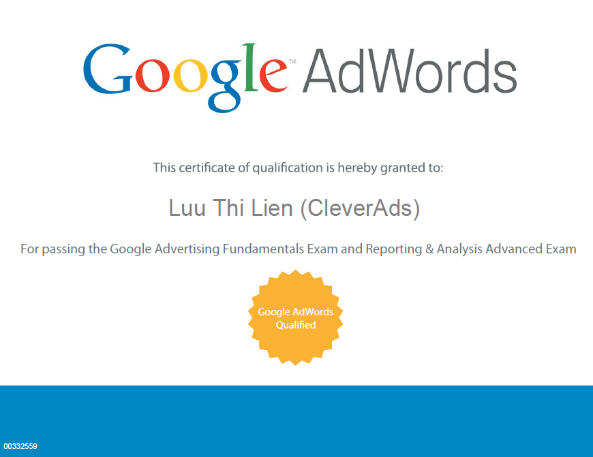 Google™ AdWords
This certificate of qualification is hereby granted to:
Luu Thi Lien (CleverAds)
For passing the Google Advertising Fundamentals Exam and Reporting & Analysis Advanced Exam
Google AdWords
Qualified
00332559